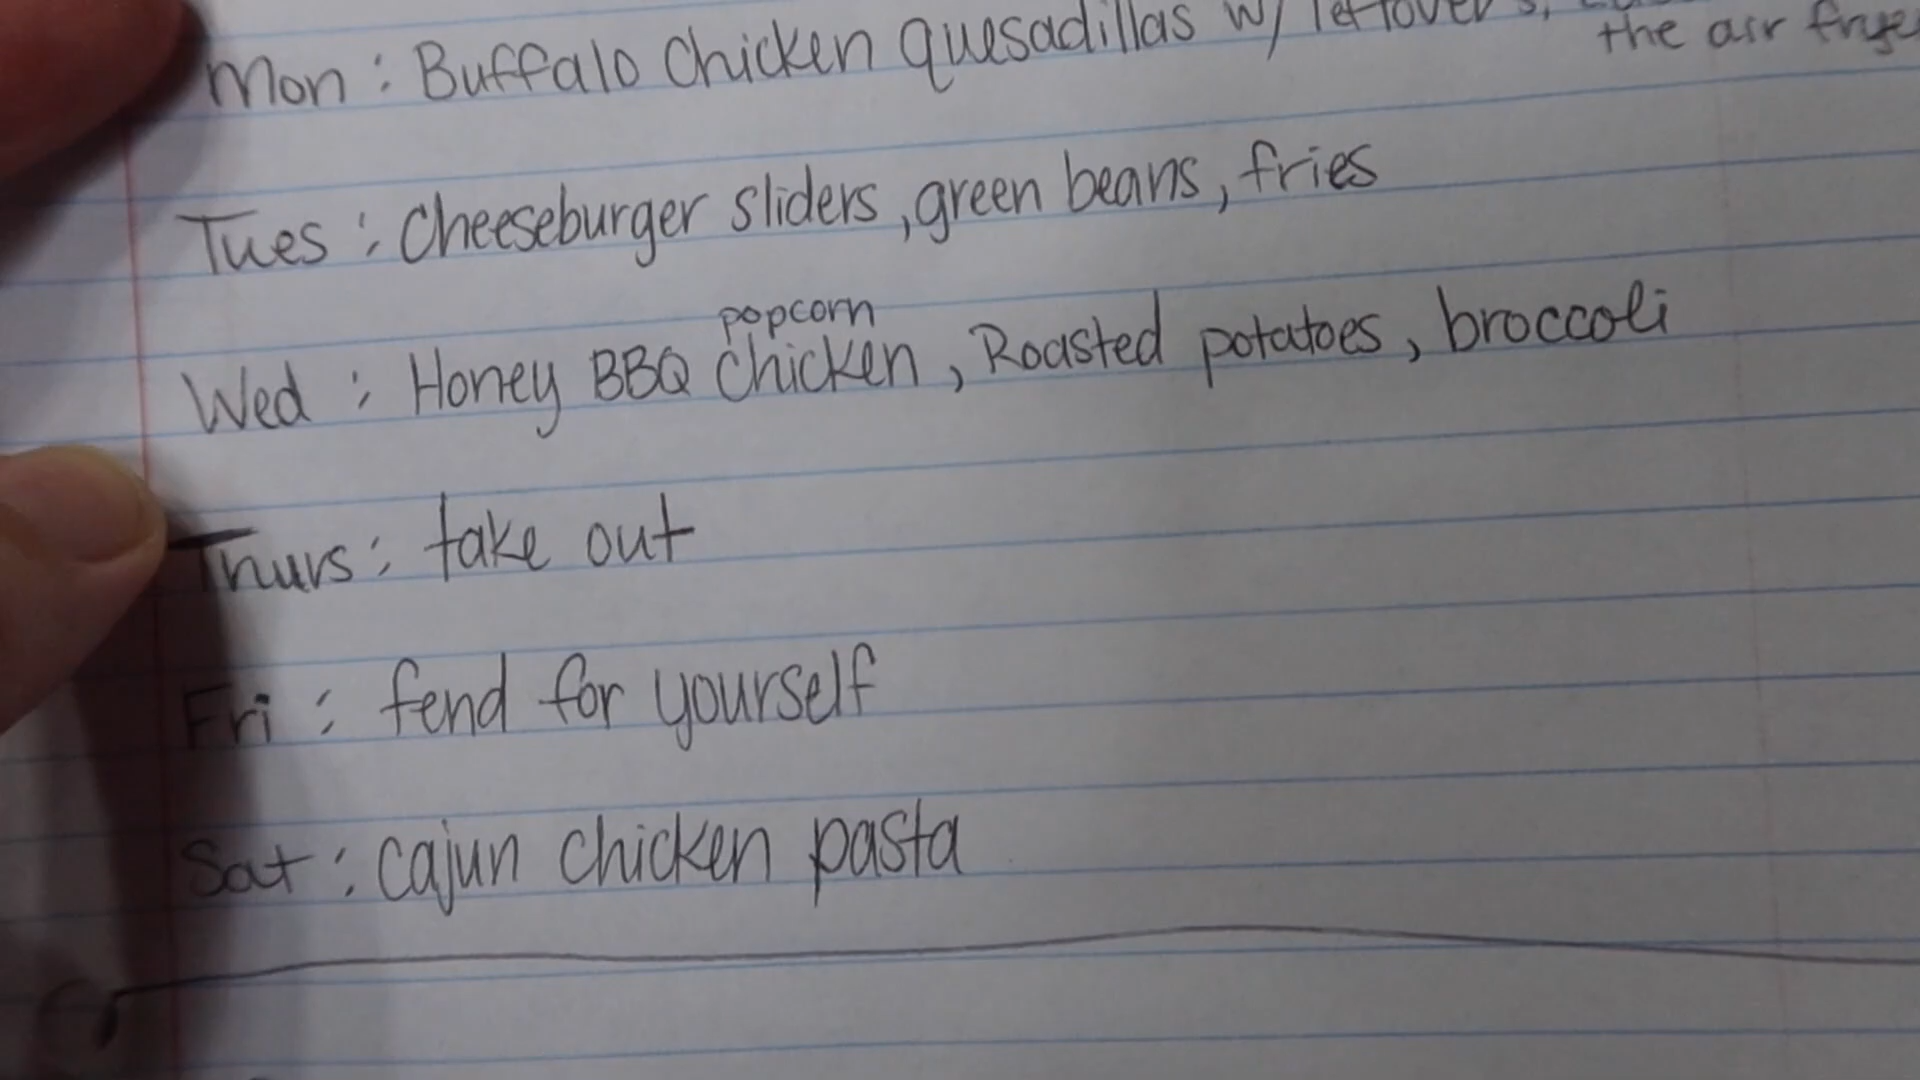 Mon : Buffalo Chicken quesadillas w/ leftovers,
the air
Tues : Cheeseburger sliders, green beans, fries
popcorn
Wed : Honey BBQ chicken, Roasted potatoes, broccoli
Thurs : take out
Fri : fend for yourself
Sat : cajun chicken pasta